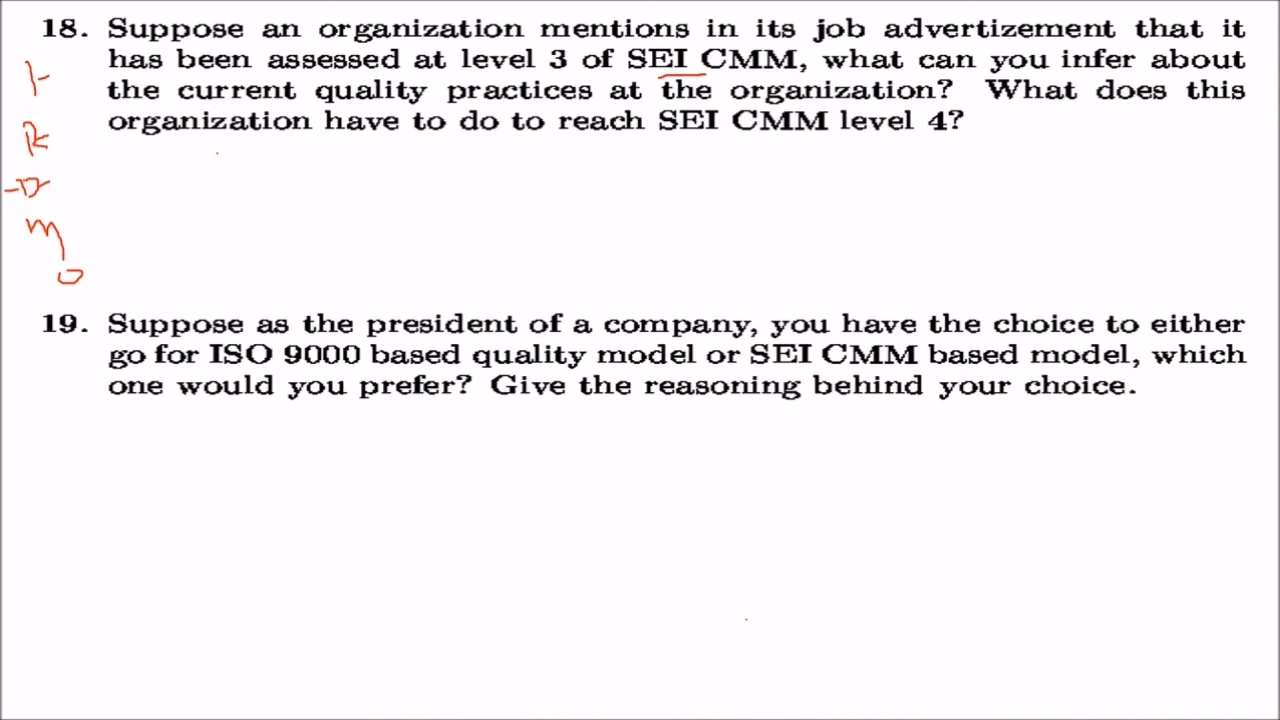 18. Suppose an organization mentions in its job advertizement that it
has been assessed at level 3 of SEI CMM, what can you infer about
the current quality practices at the organization? What does this
organization have to do to reach SEI CMM level 4?
I
R
D
m
O
19. Suppose as the president of a company, you have the choice to either
go for ISO 9000 based quality model or SEI CMM based model, which
one would you prefer? Give the reasoning behind your choice.